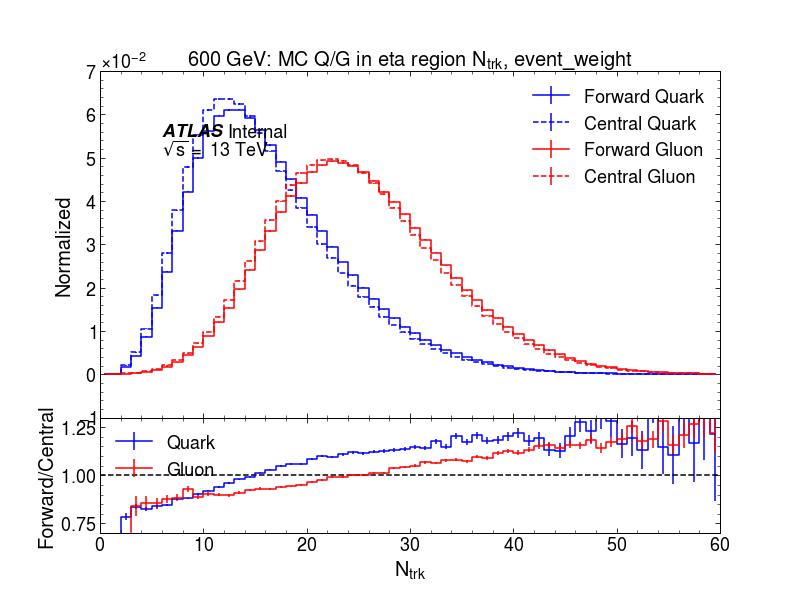 600 GeV: MC Q/G in eta region N_trk, event_weight
×10⁻²
7
6
5
4
3
2
1
0
Normalized
ATLAS Internal
√s = 13 TeV
Forward Quark
Central Quark
Forward Gluon
Central Gluon
Forward/Central
1.25
1.00
0.75
Quark
Gluon
0 10 20 30 40 50 60
N_trk